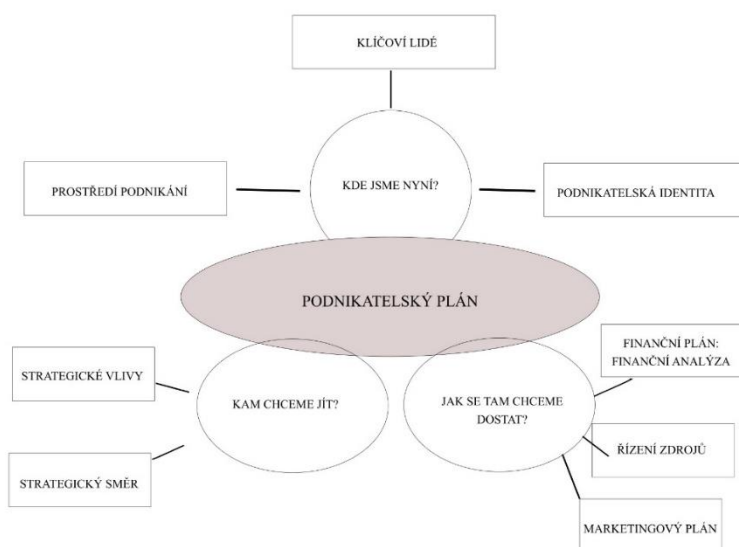 KLÍČOVÍ LIDÉ
PROSTŘEDÍ PODNIKÁNÍ
KDE JSME NYNÍ?
PODNIKATELSKÁ IDENTITA
PODNIKATELSKÝ PLÁN
STRATEGICKÉ VLIVY
KAM CHCEME JÍT?
STRATEGICKÝ SMĚR
JAK SE TAM CHCEME
DOSTAT?
FINANČNÍ PLÁN:
FINANČNÍ ANALÝZA
ŘÍZENÍ ZDROJŮ
MARKETINGOVÝ PLÁN